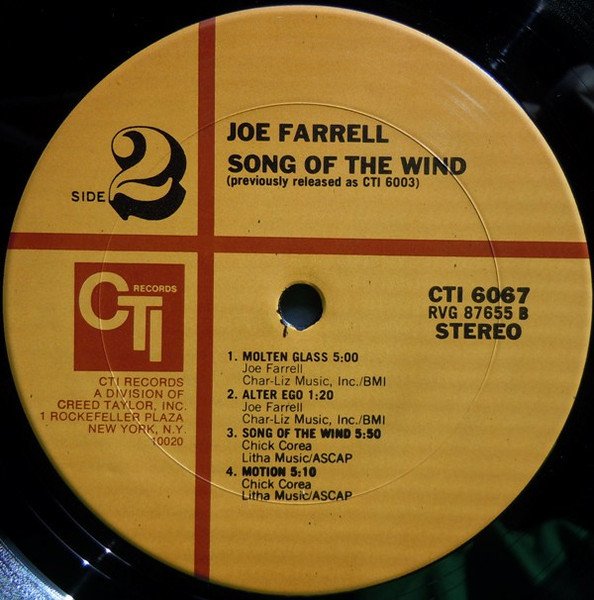 SIDE 2
JOE FARRELL
SONG OF THE WIND
(previously released as CTI 6003)
CTI RECORDS
CTI 6067
RVG 87655 B
STEREO
CTI RECORDS
A DIVISION OF
CREED TAYLOR, INC.
1 ROCKEFELLER PLAZA
NEW YORK, N.Y.
10020
1. MOLTEN GLASS 5:00
Joe Farrell
Char-Liz Music, Inc./BMI
2. ALTER EGO 1:20
Joe Farrell
Char-Liz Music, Inc./BMI
3. SONG OF THE WIND 5:50
Chick Corea
Litha Music/ASCAP
4. MOTION 5:10
Chick Corea
Litha Music/ASCAP